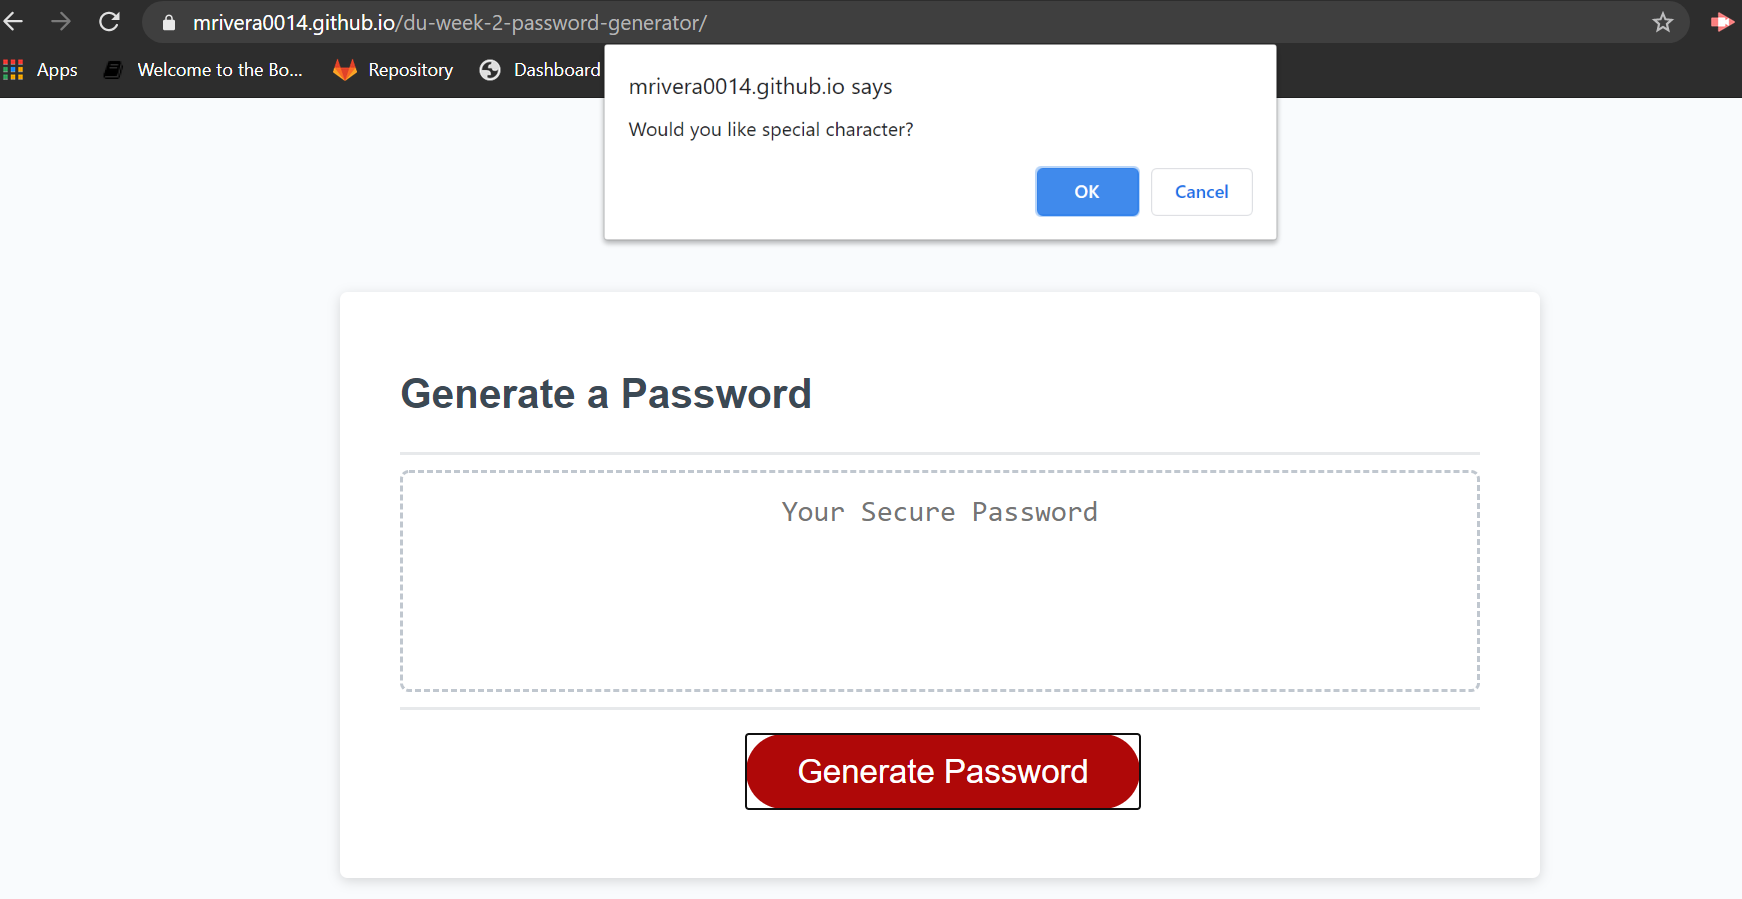 mrivera0014.github.io/du-week-2-password-generator/
Apps Welcome to the Bo... Repository Dashboard
mrivera0014.github.io says
Would you like special character?
OK Cancel
Generate a Password
Your Secure Password
Generate Password